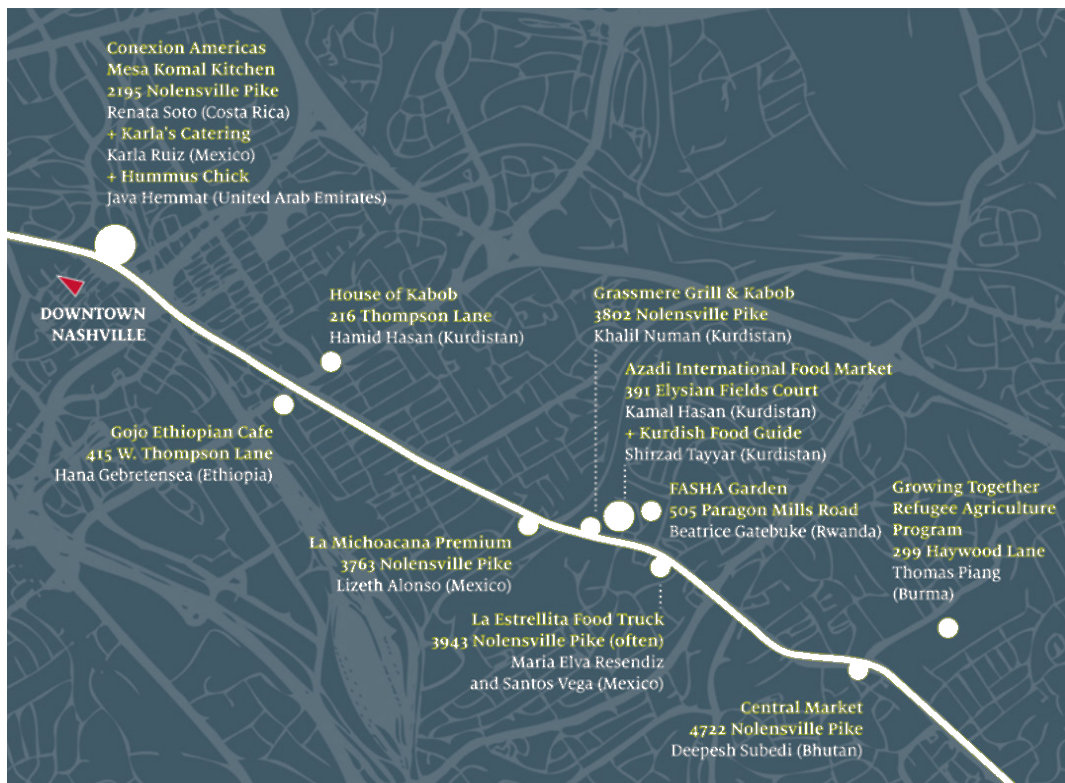 Conexion Americas
Mesa Komal Kitchen
2195 Nolensville Pike
Renata Soto (Costa Rica)
+ Karla's Catering
Karla Ruiz (Mexico)
+ Hummus Chick
Java Hemmat (United Arab Emirates)
DOWNTOWN
NASHVILLE
House of Kabob
216 Thompson Lane
Hamid Hasan (Kurdistan)
Grassmere Grill & Kabob
3802 Nolensville Pike
Khalil Numan (Kurdistan)
Azadi International Food Market
391 Elysian Fields Court
Kamal Hasan (Kurdistan)
+ Kurdish Food Guide
Shirzad Tayyar (Kurdistan)
Gojo Ethiopian Cafe
415 W. Thompson Lane
Hana Gebretensea (Ethiopia)
FASHA Garden
505 Paragon Mills Road
Beatrice Gatebuke (Rwanda)
Growing Together
Refugee Agriculture
Program
299 Haywood Lane
Thomas Piang
(Burma)
La Michoacana Premium
3763 Nolensville Pike
Lizeth Alonso (Mexico)
La Estrellita Food Truck
3943 Nolensville Pike (often)
Maria Elva Resendiz
and Santos Vega (Mexico)
Central Market
4722 Nolensville Pike
Deepesh Subedi (Bhutan)